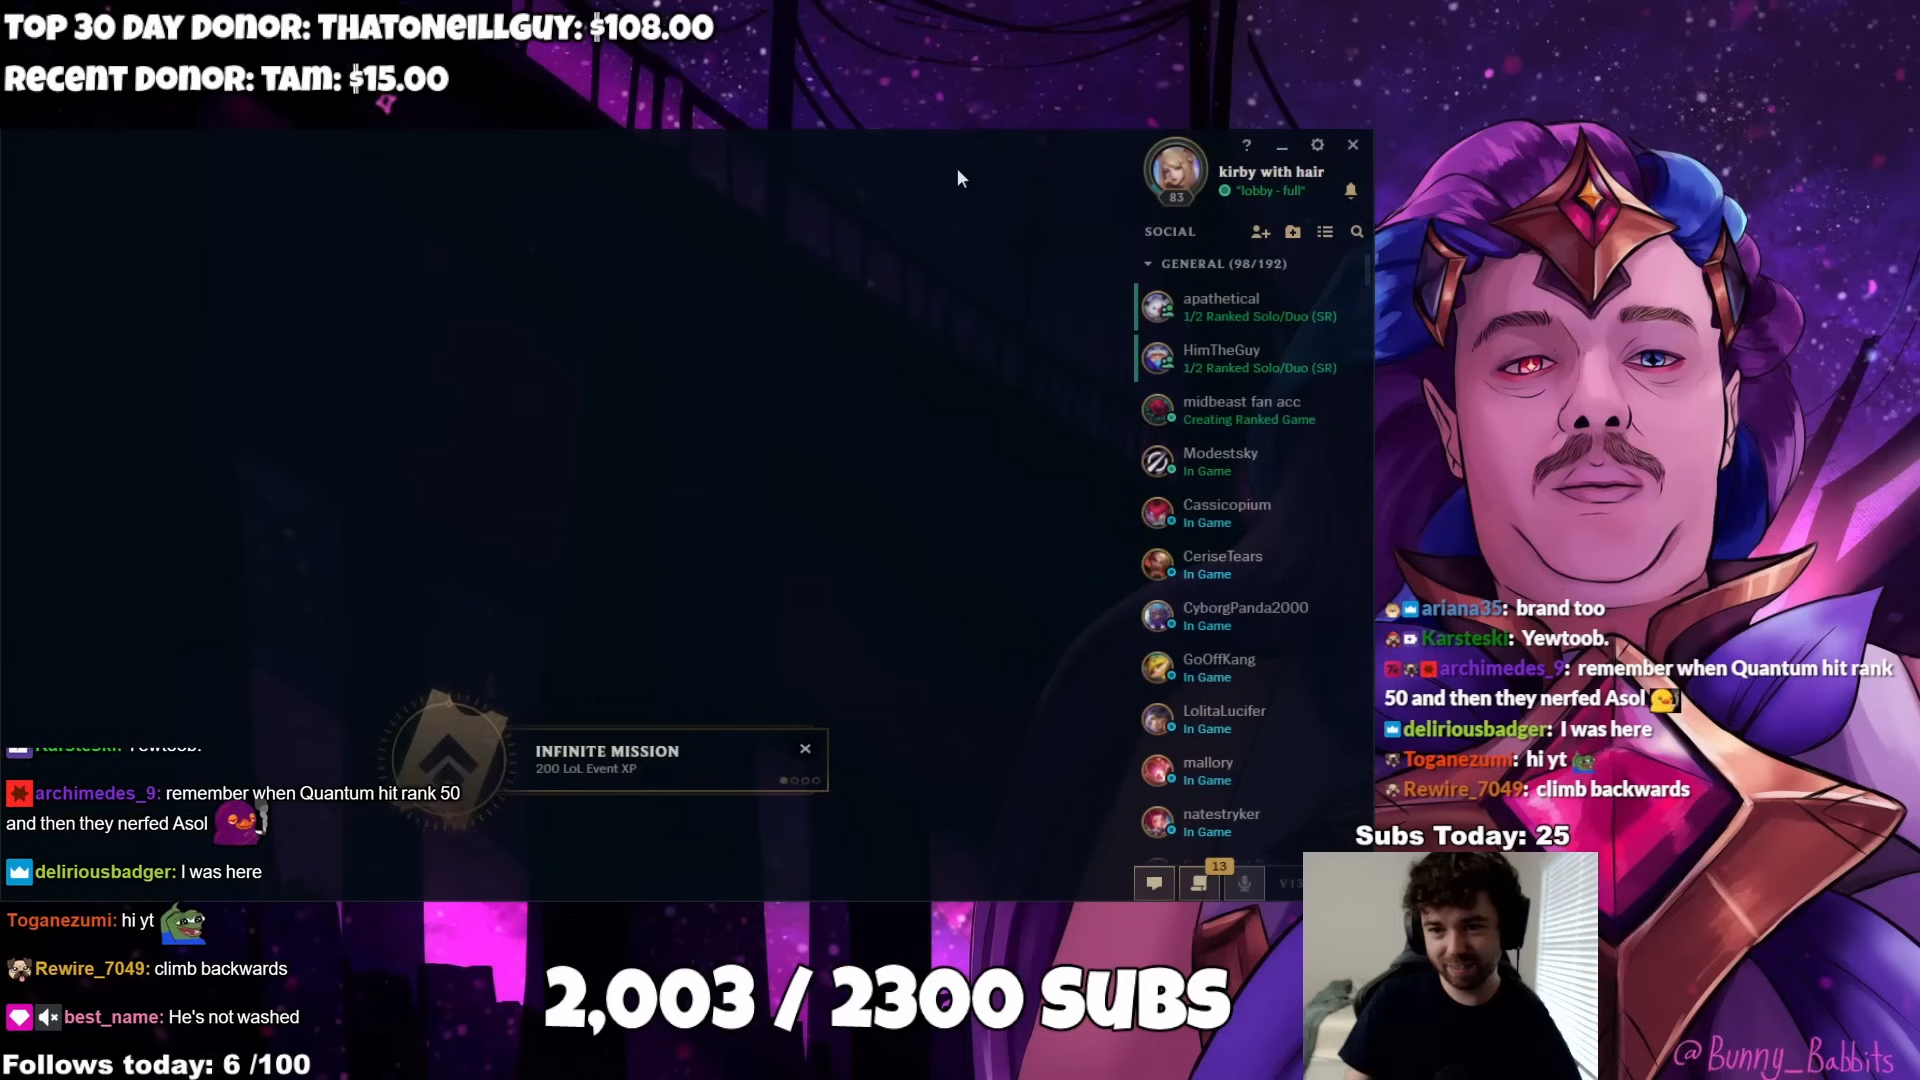 TOP 30 DAY DONOR: THATONEILLGUY: $108.00
RECENT DONOR: TAM: $15.00
?
kirby with hair
"lobby - full"
83
SOCIAL
GENERAL (98/192)
apathetical
1/2 Ranked Solo/Duo (SR)
HimTheGuy
1/2 Ranked Solo/Duo (SR)
midbeast fan acc
Creating Ranked Game
Modestsky
In Game
Cassicopium
In Game
CeriseTears
In Game
CyborgPanda2000
In Game
GoOffKang
In Game
LolitaLucifer
In Game
mallory
In Game
natestryker
In Game
13
V13
INFINITE MISSION
200 LoL Event XP
Karsteski: Yewtoob.
archimedes_9: remember when Quantum hit rank 50
and then they nerfed Asol
deliriousbadger: I was here
Toganezumi: hi yt
Rewire_7049: climb backwards
best_name: He's not washed
Follows today: 6 /100
2,003 / 2300 SUBS
ariana35: brand too
Karsteski: Yewtoob.
archimedes_9: remember when Quantum hit rank
50 and then they nerfed Asol
deliriousbadger: I was here
Toganezumi: hi yt
Rewire_7049: climb backwards
Subs Today: 25
@Bunny_Babbits